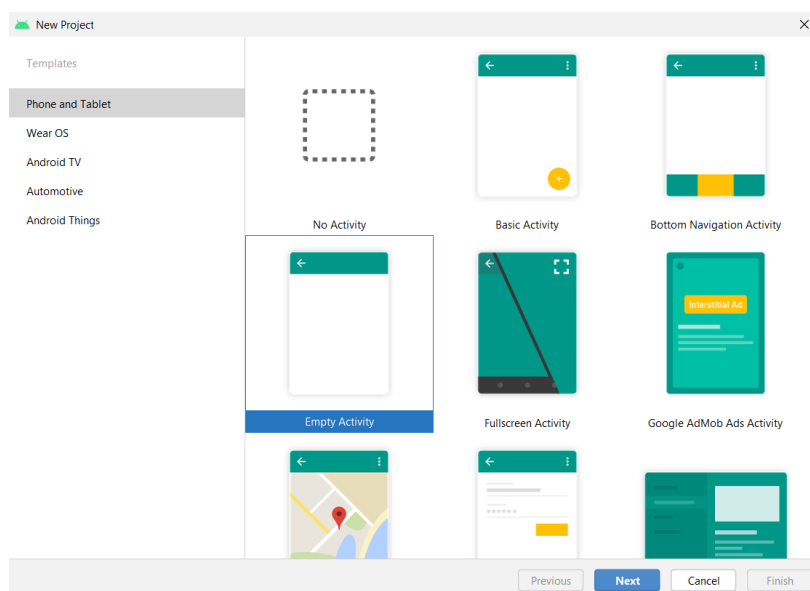 New Project
Templates
Phone and Tablet
Wear OS
Android TV
Automotive
Android Things
No Activity
Basic Activity
Bottom Navigation Activity
Interstitial Ad
Empty Activity
Fullscreen Activity
Google AdMob Ads Activity
Previous
Next
Cancel
Finish